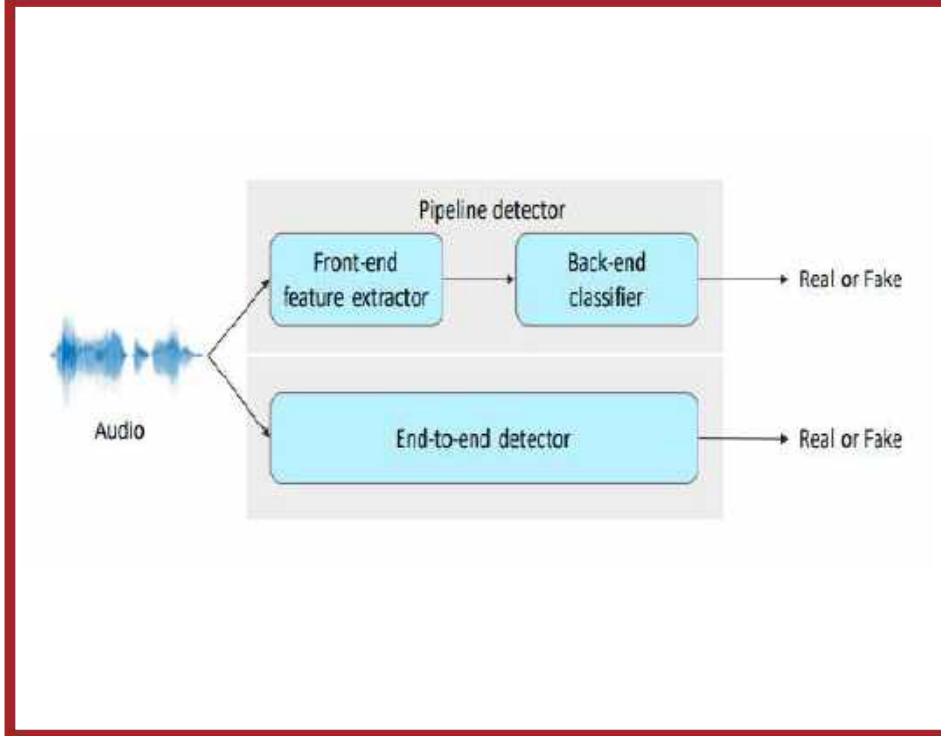 Pipeline detector
Front-end
feature extractor
Back-end
classifier
Real or Fake
Audio
End-to-end detector
Real or Fake